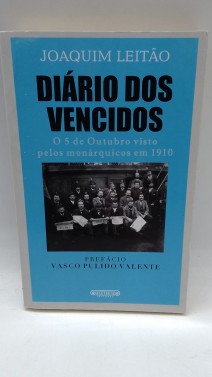 JOAQUIM LEITÃO
DIÁRIO DOS
VENCIDOS
O 5 de Outubro visto
pelos monárquicos em 1910
PREFÁCIO
VASCO PULIDO VALENTE